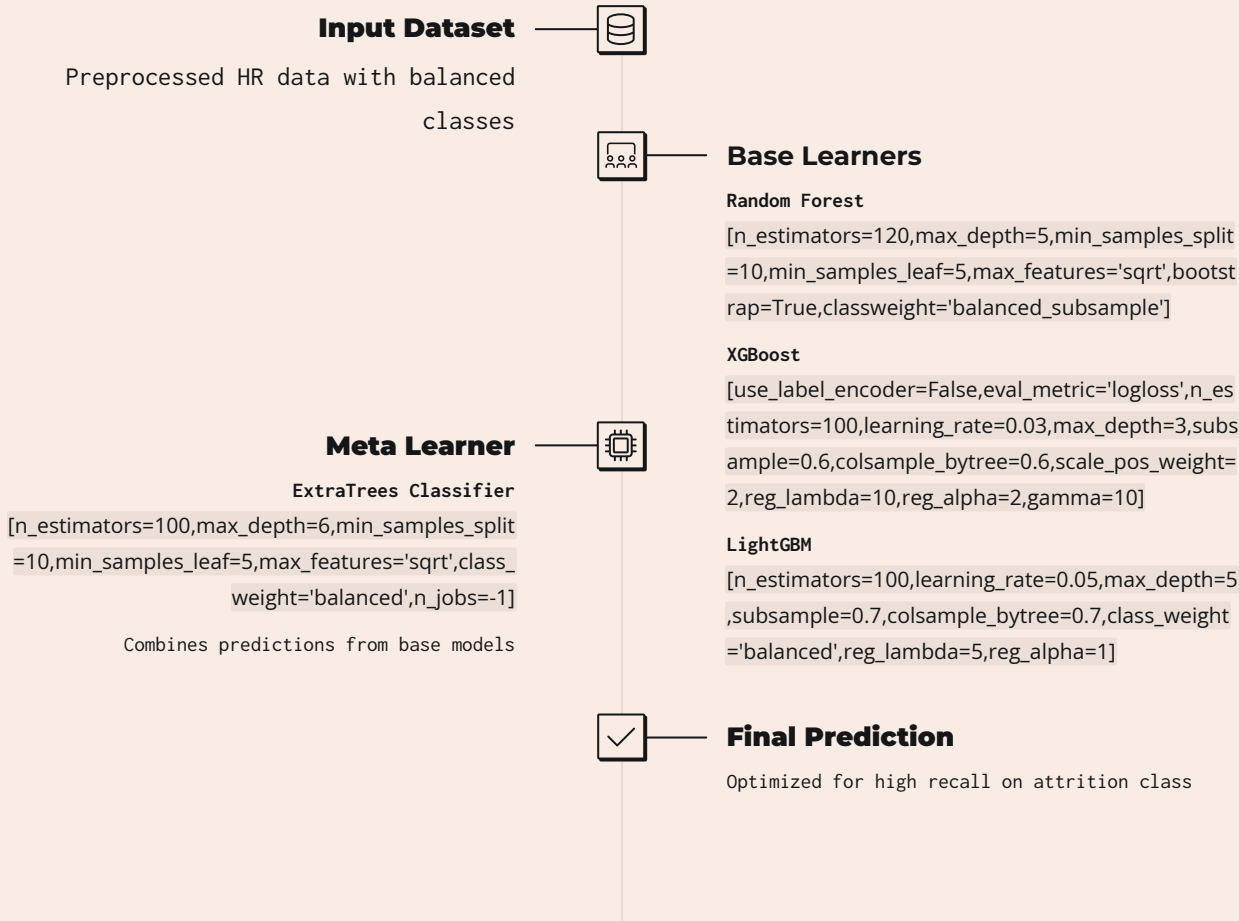 Input Dataset
Preprocessed HR data with balanced
classes
Base Learners
Random Forest
[n_estimators=120,max_depth=5,min_samples_split
=10,min_samples_leaf=5,max_features='sqrt',bootst
rap=True,classweight='balanced_subsample']
XGBoost
[use_label_encoder=False,eval_metric='logloss',n_es
timators=100,learning_rate=0.03,max_depth=3,subs
ample=0.6,colsample_bytree=0.6,scale_pos_weight=
2,reg_lambda=10,reg_alpha=2,gamma=10]
LightGBM
[n_estimators=100,learning_rate=0.05,max_depth=5
,subsample=0.7,colsample_bytree=0.7,class_weight
='balanced',reg_lambda=5,reg_alpha=1]
Meta Learner
ExtraTrees Classifier
[n_estimators=100,max_depth=6,min_samples_split
=10,min_samples_leaf=5,max_features='sqrt',class_
weight='balanced',n_jobs=-1]
Combines predictions from base models
Final Prediction
Optimized for high recall on attrition class